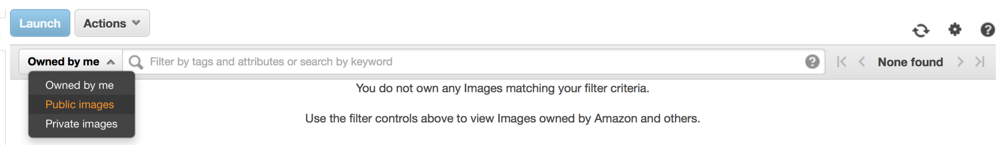 Launch Actions
Owned by me Filter by tags and attributes or search by keyword ? None found
Owned by me
Public images
Private images
You do not own any Images matching your filter criteria.
Use the filter controls above to view Images owned by Amazon and others.